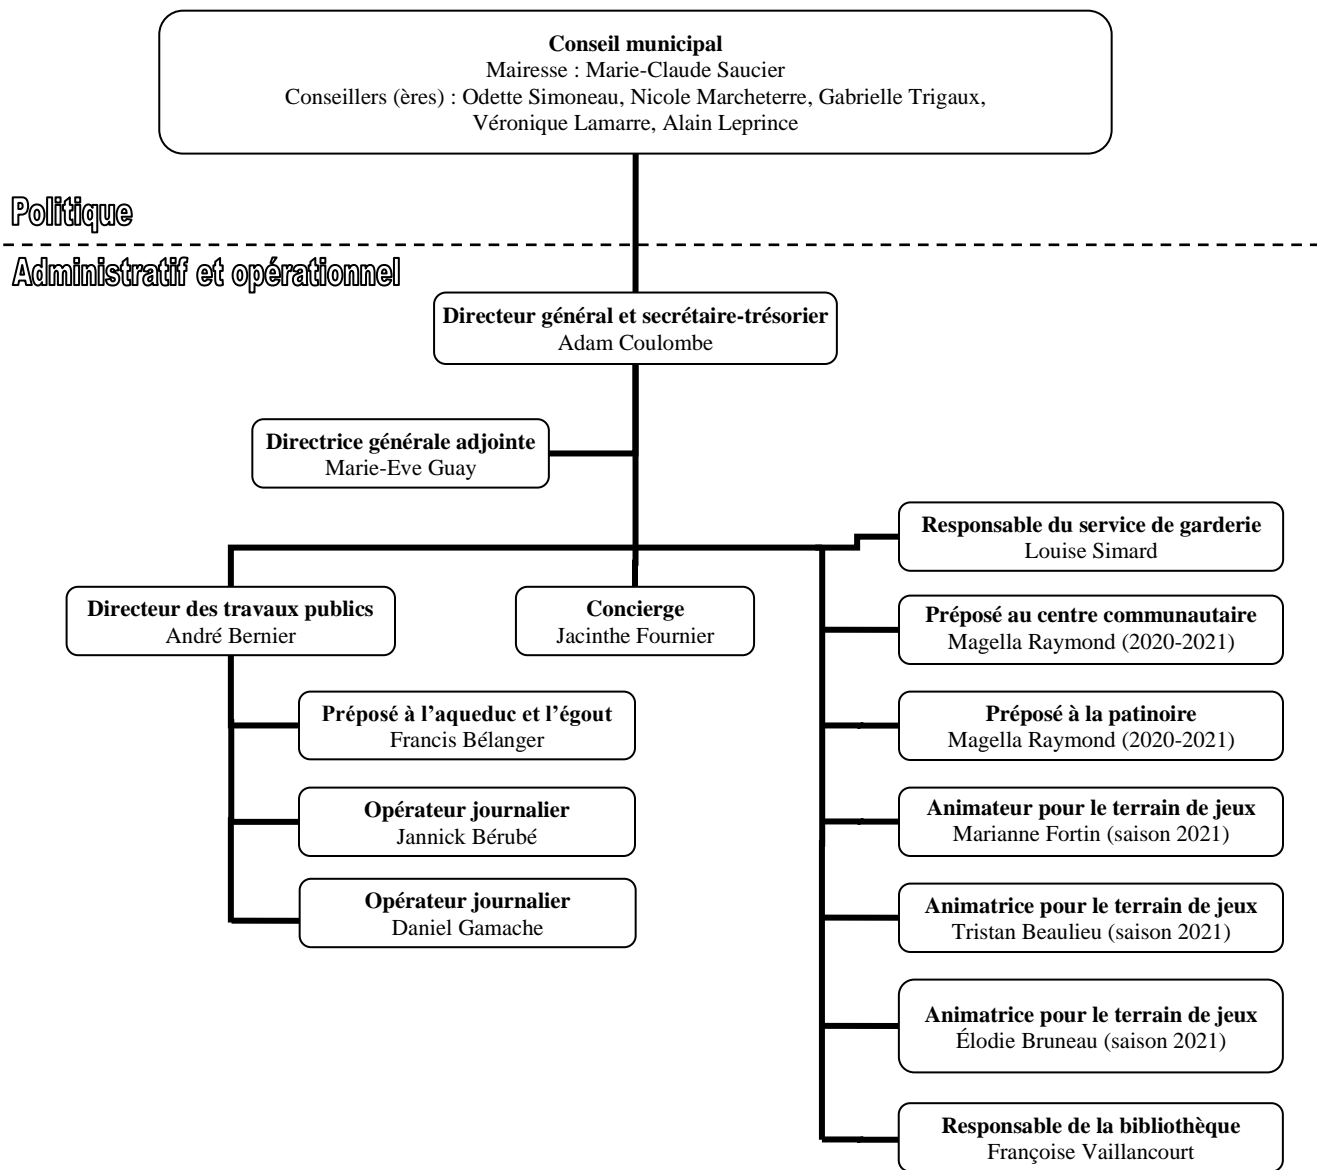 Conseil municipal
Mairesse : Marie-Claude Saucier
Conseillers (ères) : Odette Simoneau, Nicole Marcheterre, Gabrielle Trigaux,
Véronique Lamarre, Alain Leprince
Politique
Administratif et opérationnel
Directeur général et secrétaire-trésorier
Adam Coulombe
Directrice générale adjointe
Marie-Eve Guay
Directeur des travaux publics
André Bernier
Préposé à l’aqueduc et l’égout
Francis Bélanger
Opérateur journalier
Jannick Bérubé
Opérateur journalier
Daniel Gamache
Concierge
Jacinthe Fournier
Responsable du service de garderie
Louise Simard
Préposé au centre communautaire
Magella Raymond (2020-2021)
Préposé à la patinoire
Magella Raymond (2020-2021)
Animateur pour le terrain de jeux
Marianne Fortin (saison 2021)
Animatrice pour le terrain de jeux
Tristan Beaulieu (saison 2021)
Animatrice pour le terrain de jeux
Élodie Bruneau (saison 2021)
Responsable de la bibliothèque
Françoise Vaillancourt